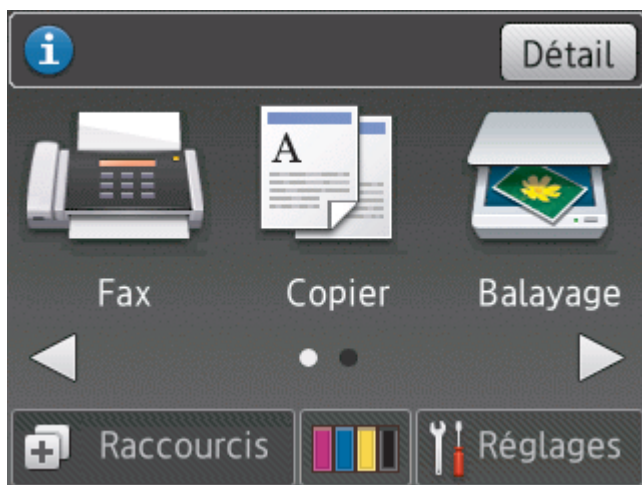 i
Détail
A
Fax
Copier
Balayage
Raccourcis
Réglages